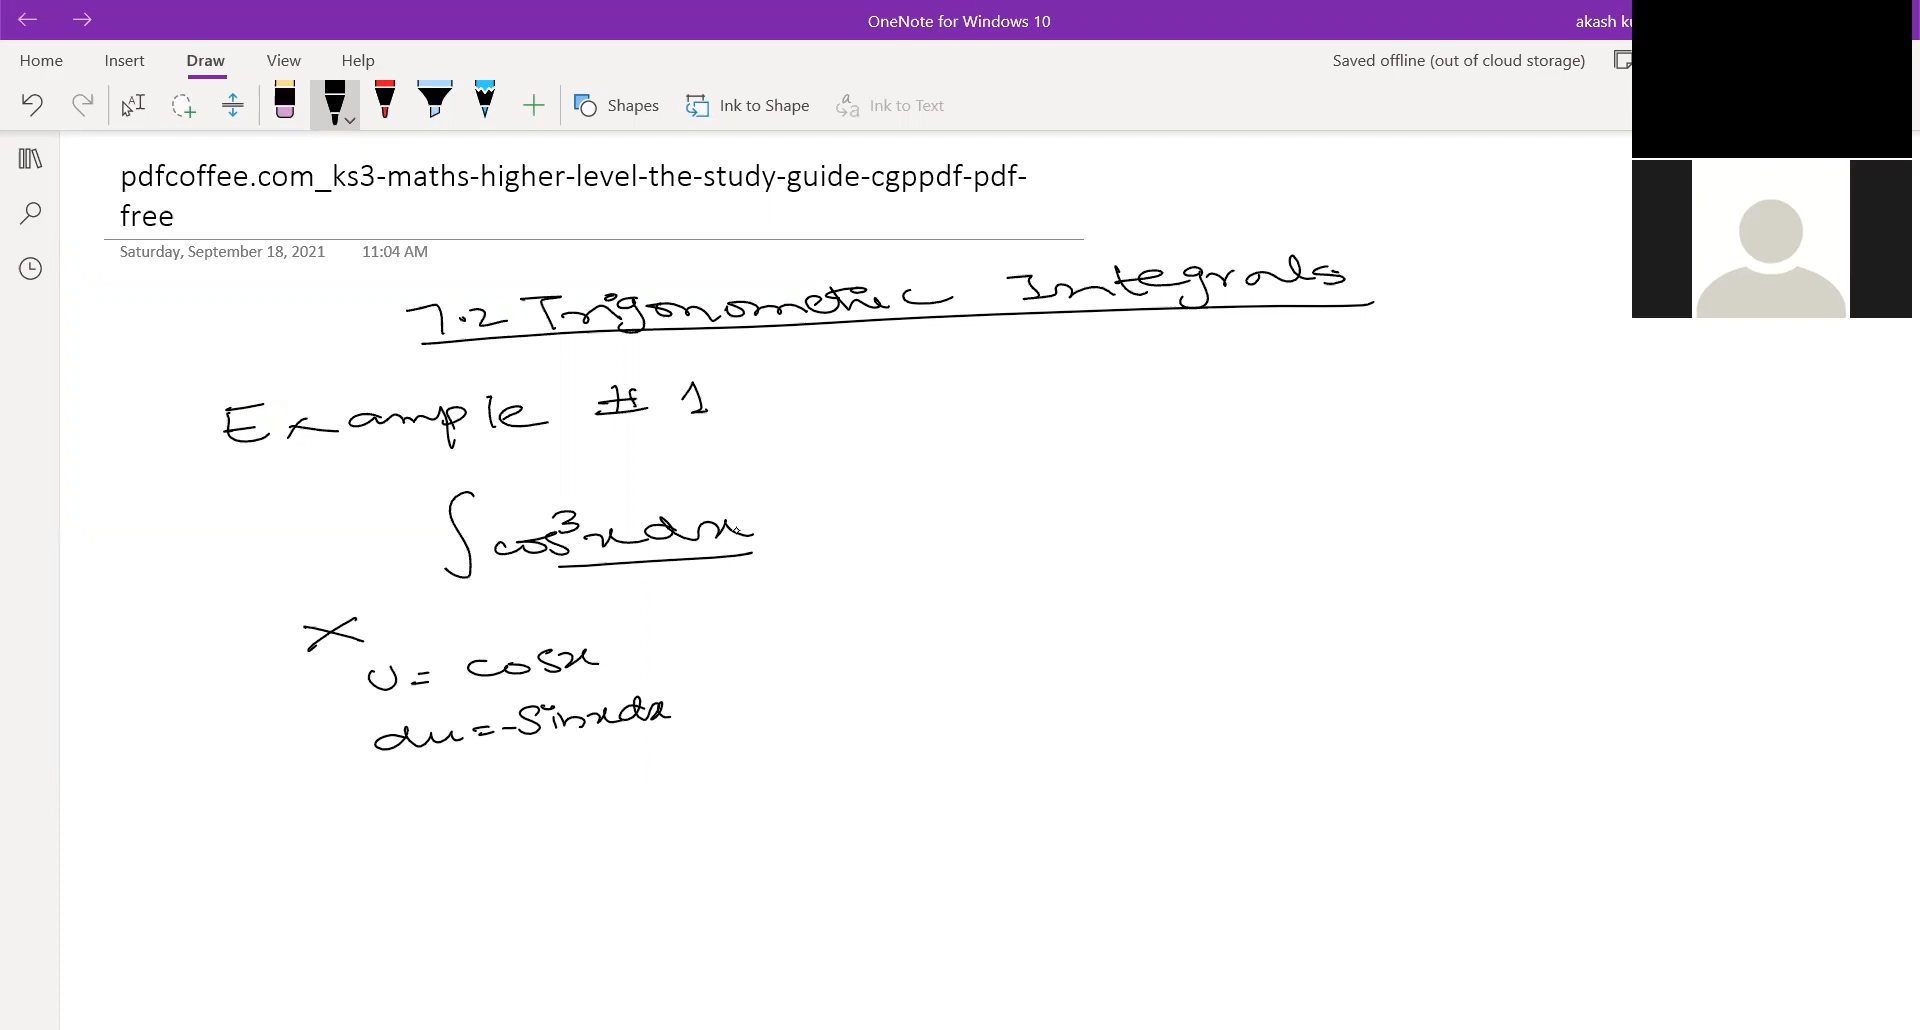 OneNote for Windows 10
akash ku
Home Insert Draw View Help
Saved offline (out of cloud storage)
Shapes Ink to Shape Ink to Text
pdfcoffee.com_ks3-maths-higher-level-the-study-guide-cgppdf-pdf-
free
Saturday, September 18, 2021 11:04 AM
7.2 Trigonometric Integrals
Example # 1
∫cos³xdx
X
u = cosx
du = -Sinxdx